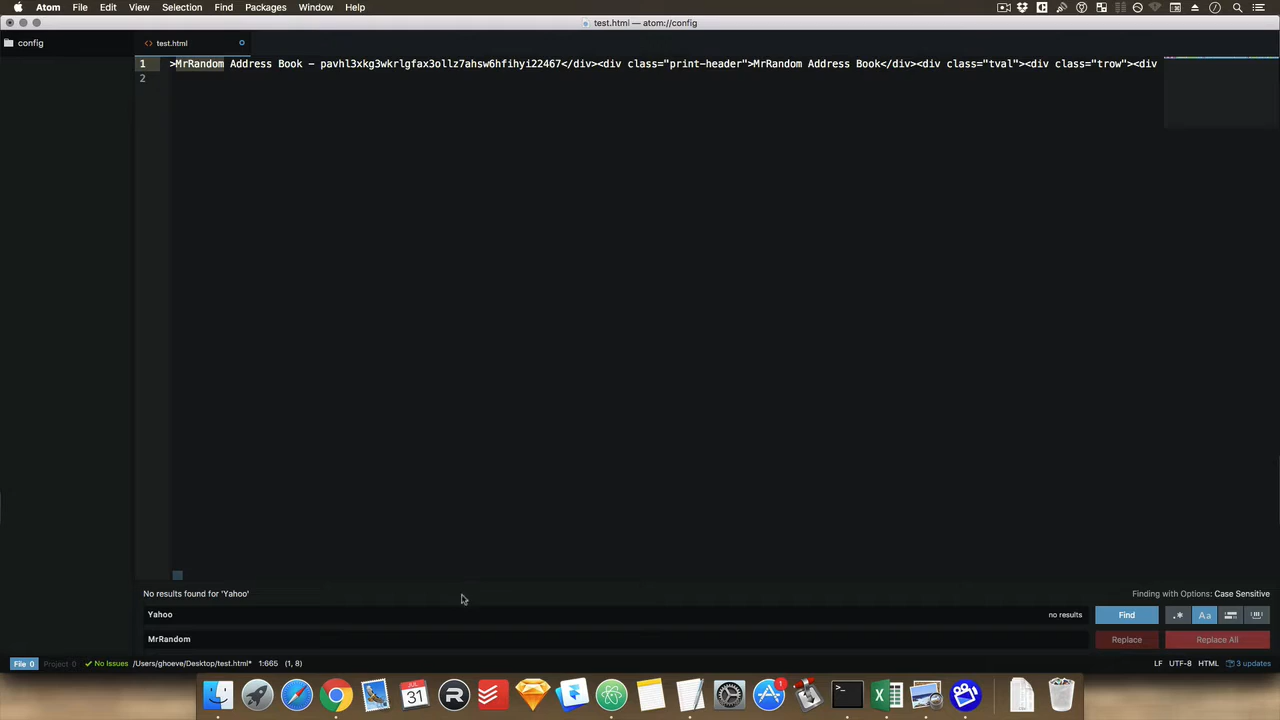 Atom File Edit View Selection Find Packages Window Help
test.html — atom://config
config
<> test.html
1 >MrRandom Address Book - pavhl3xkg3wkrlgfax3ollz7ahsw6hfihyi22467</div><div class="print-header">MrRandom Address Book</div><div class="tval"><div class="trow"><div
2
No results found for 'Yahoo'
Finding with Options: Case Sensitive
Yahoo
no results
Find
.*
Aa
MrRandom
Replace
Replace All
File 0
Project 0
No Issues
/Users/ghoeve/Desktop/test.html*
1:665
(1, 8)
LF
UTF-8
HTML
3 updates
JUL
31
1
>_